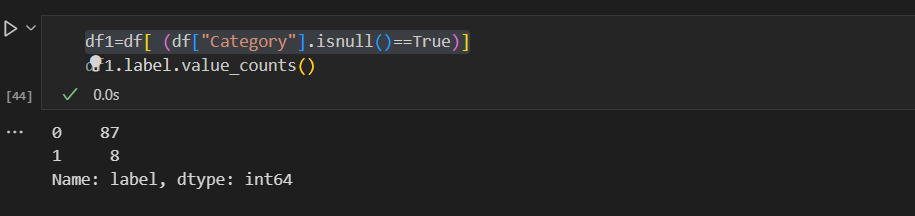 df1=df[ (df["Category"].isnull()==True)]
df1.label.value_counts()
[44]
0.0s
0    87
1     8
Name: label, dtype: int64